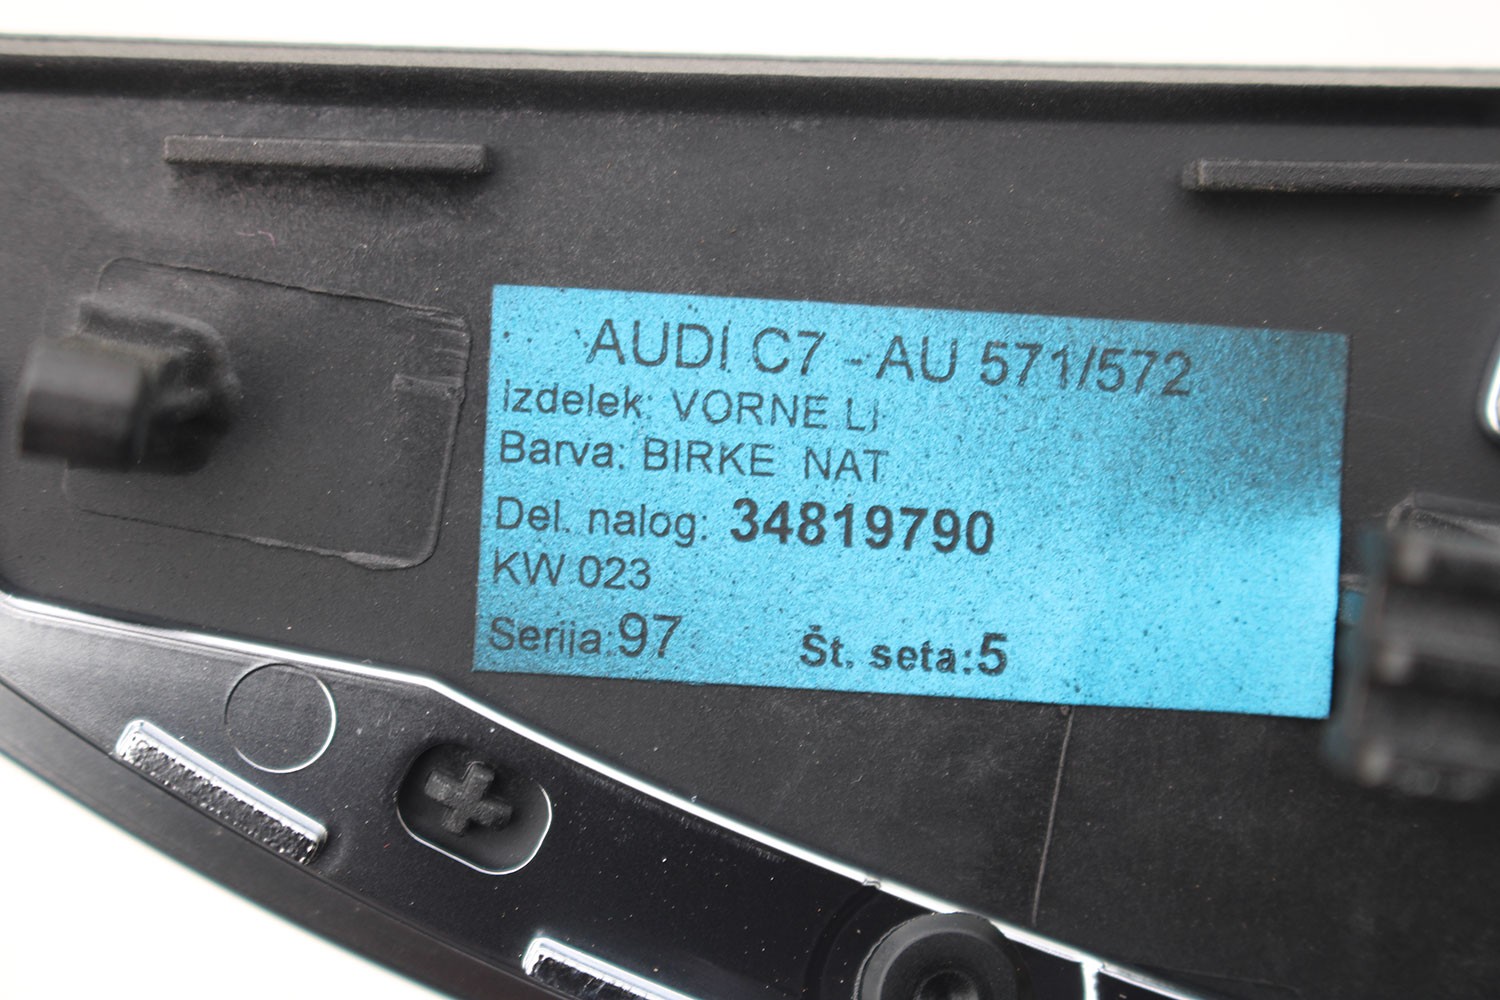 AUDI C7 - AU 571/572
Izdelek: VORNE LI
Barva: BIRKE NAT
Del. nalog: 34819790
KW 023
Serija: 97 Št. seta:5